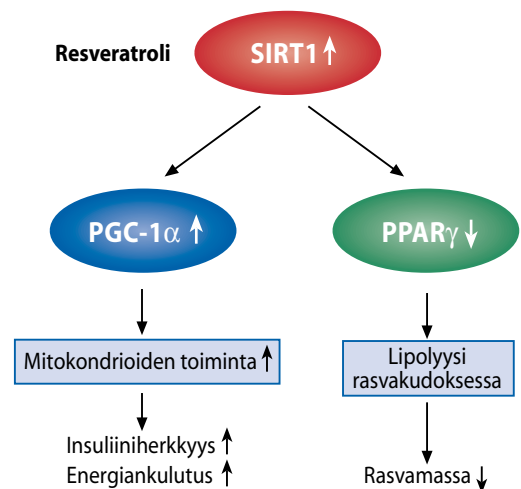 Resveratroli SIRT1 ↑
PGC-1α ↑
PPARγ ↓
Mitokondrioiden toiminta ↑
Lipolyysi
rasvakudoksessa
Insuliiniherkkyys ↑
Energiankulutus ↑
Rasvamassa ↓